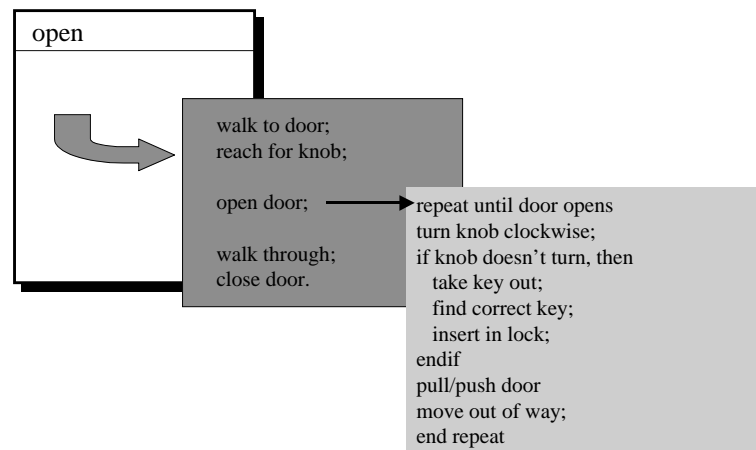 open
walk to door;
reach for knob;
open door;
walk through;
close door.
repeat until door opens
turn knob clockwise;
if knob doesn't turn, then
take key out;
find correct key;
insert in lock;
endif
pull/push door
move out of way;
end repeat